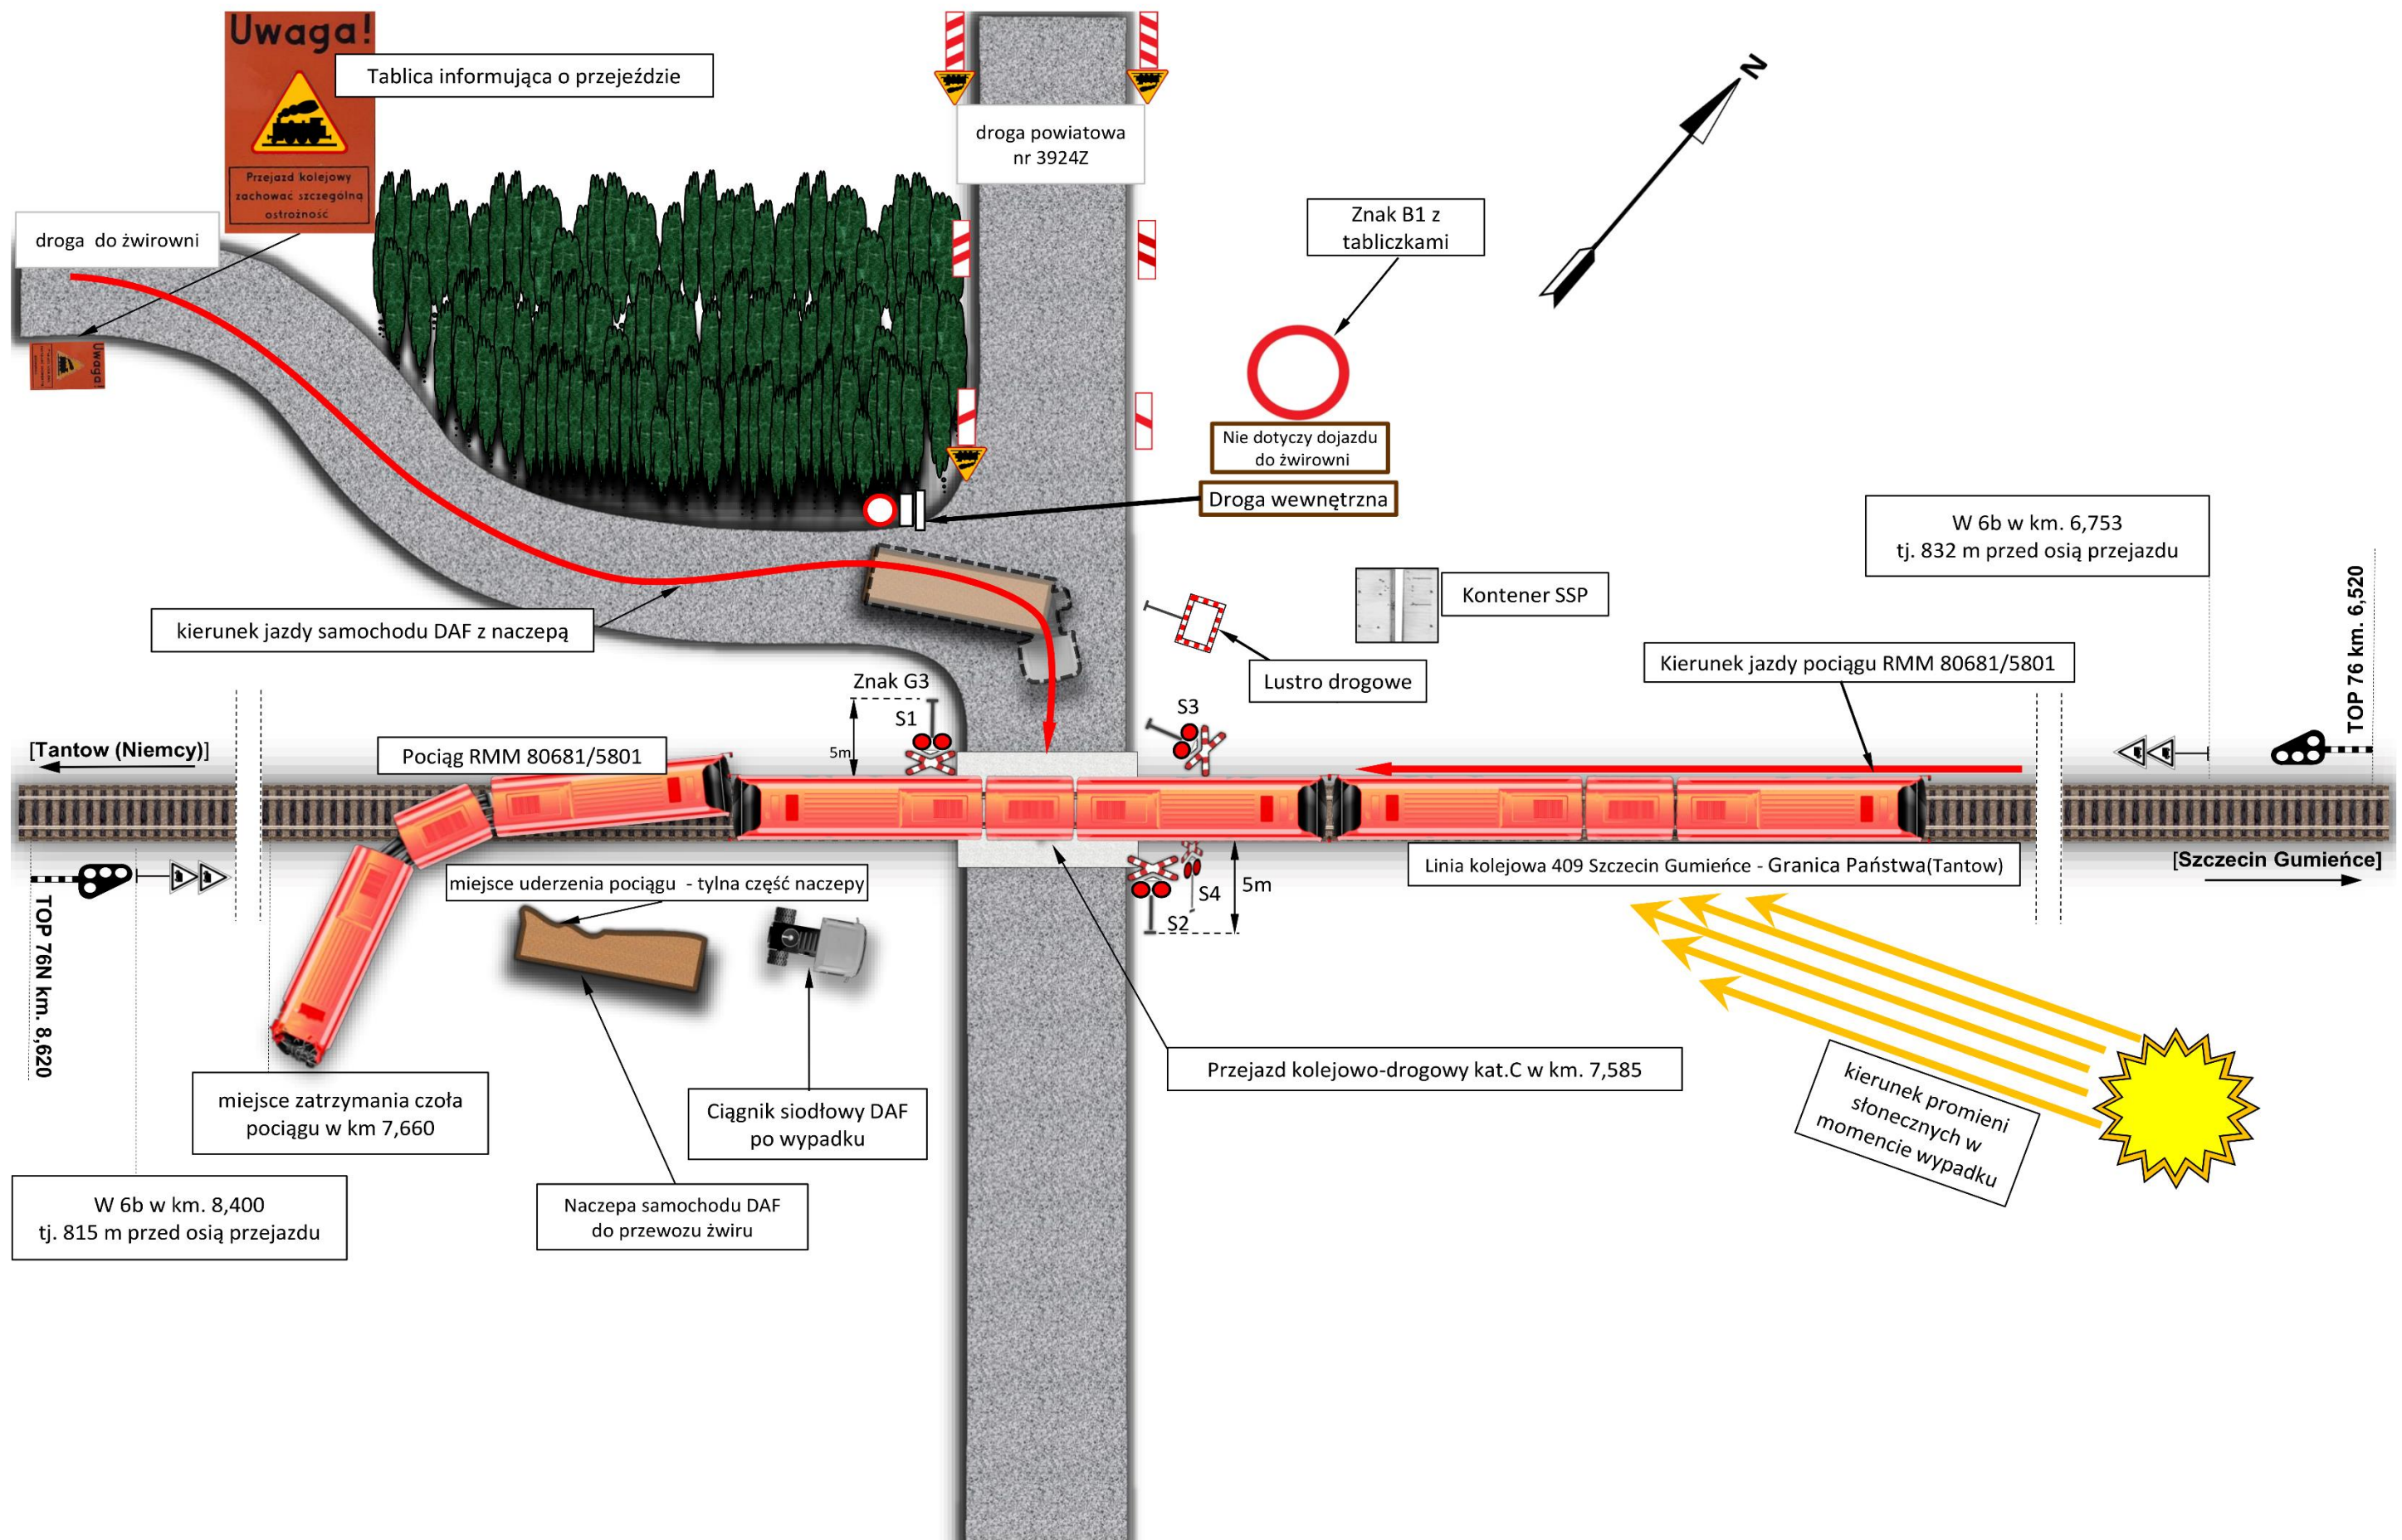 Uwaga!
Przejazd kolejowy
zachować szczególną
ostrożność
Tablica informująca o przejeździe
droga powiatowa
nr 3924Z
N
droga do żwirowni
Uwaga!
Znak B1 z
tabliczkami
Nie dotyczy dojazdu
do żwirowni
Droga wewnętrzna
W 6b w km. 6,753
tj. 832 m przed osią przejazdu
TOP 76 km. 6,520
Kontener SSP
kierunek jazdy samochodu DAF z naczepą
Lustro drogowe
Kierunek jazdy pociągu RMM 80681/5801
Znak G3
S1
5m
S3
[Tantow (Niemcy)]
Pociąg RMM 80681/5801
Linia kolejowa 409 Szczecin Gumieńce - Granica Państwa(Tantow)
[Szczecin Gumieńce]
miejsce uderzenia pociągu - tylna część naczepy
S4
5m
S2
TOP 76N km. 8,620
Przejazd kolejowo-drogowy kat.C w km. 7,585
miejsce zatrzymania czoła
pociągu w km 7,660
Ciągnik siodłowy DAF
po wypadku
kierunek promieni
słonecznych w
momencie wypadku
W 6b w km. 8,400
tj. 815 m przed osią przejazdu
Naczepa samochodu DAF
do przewozu żwiru